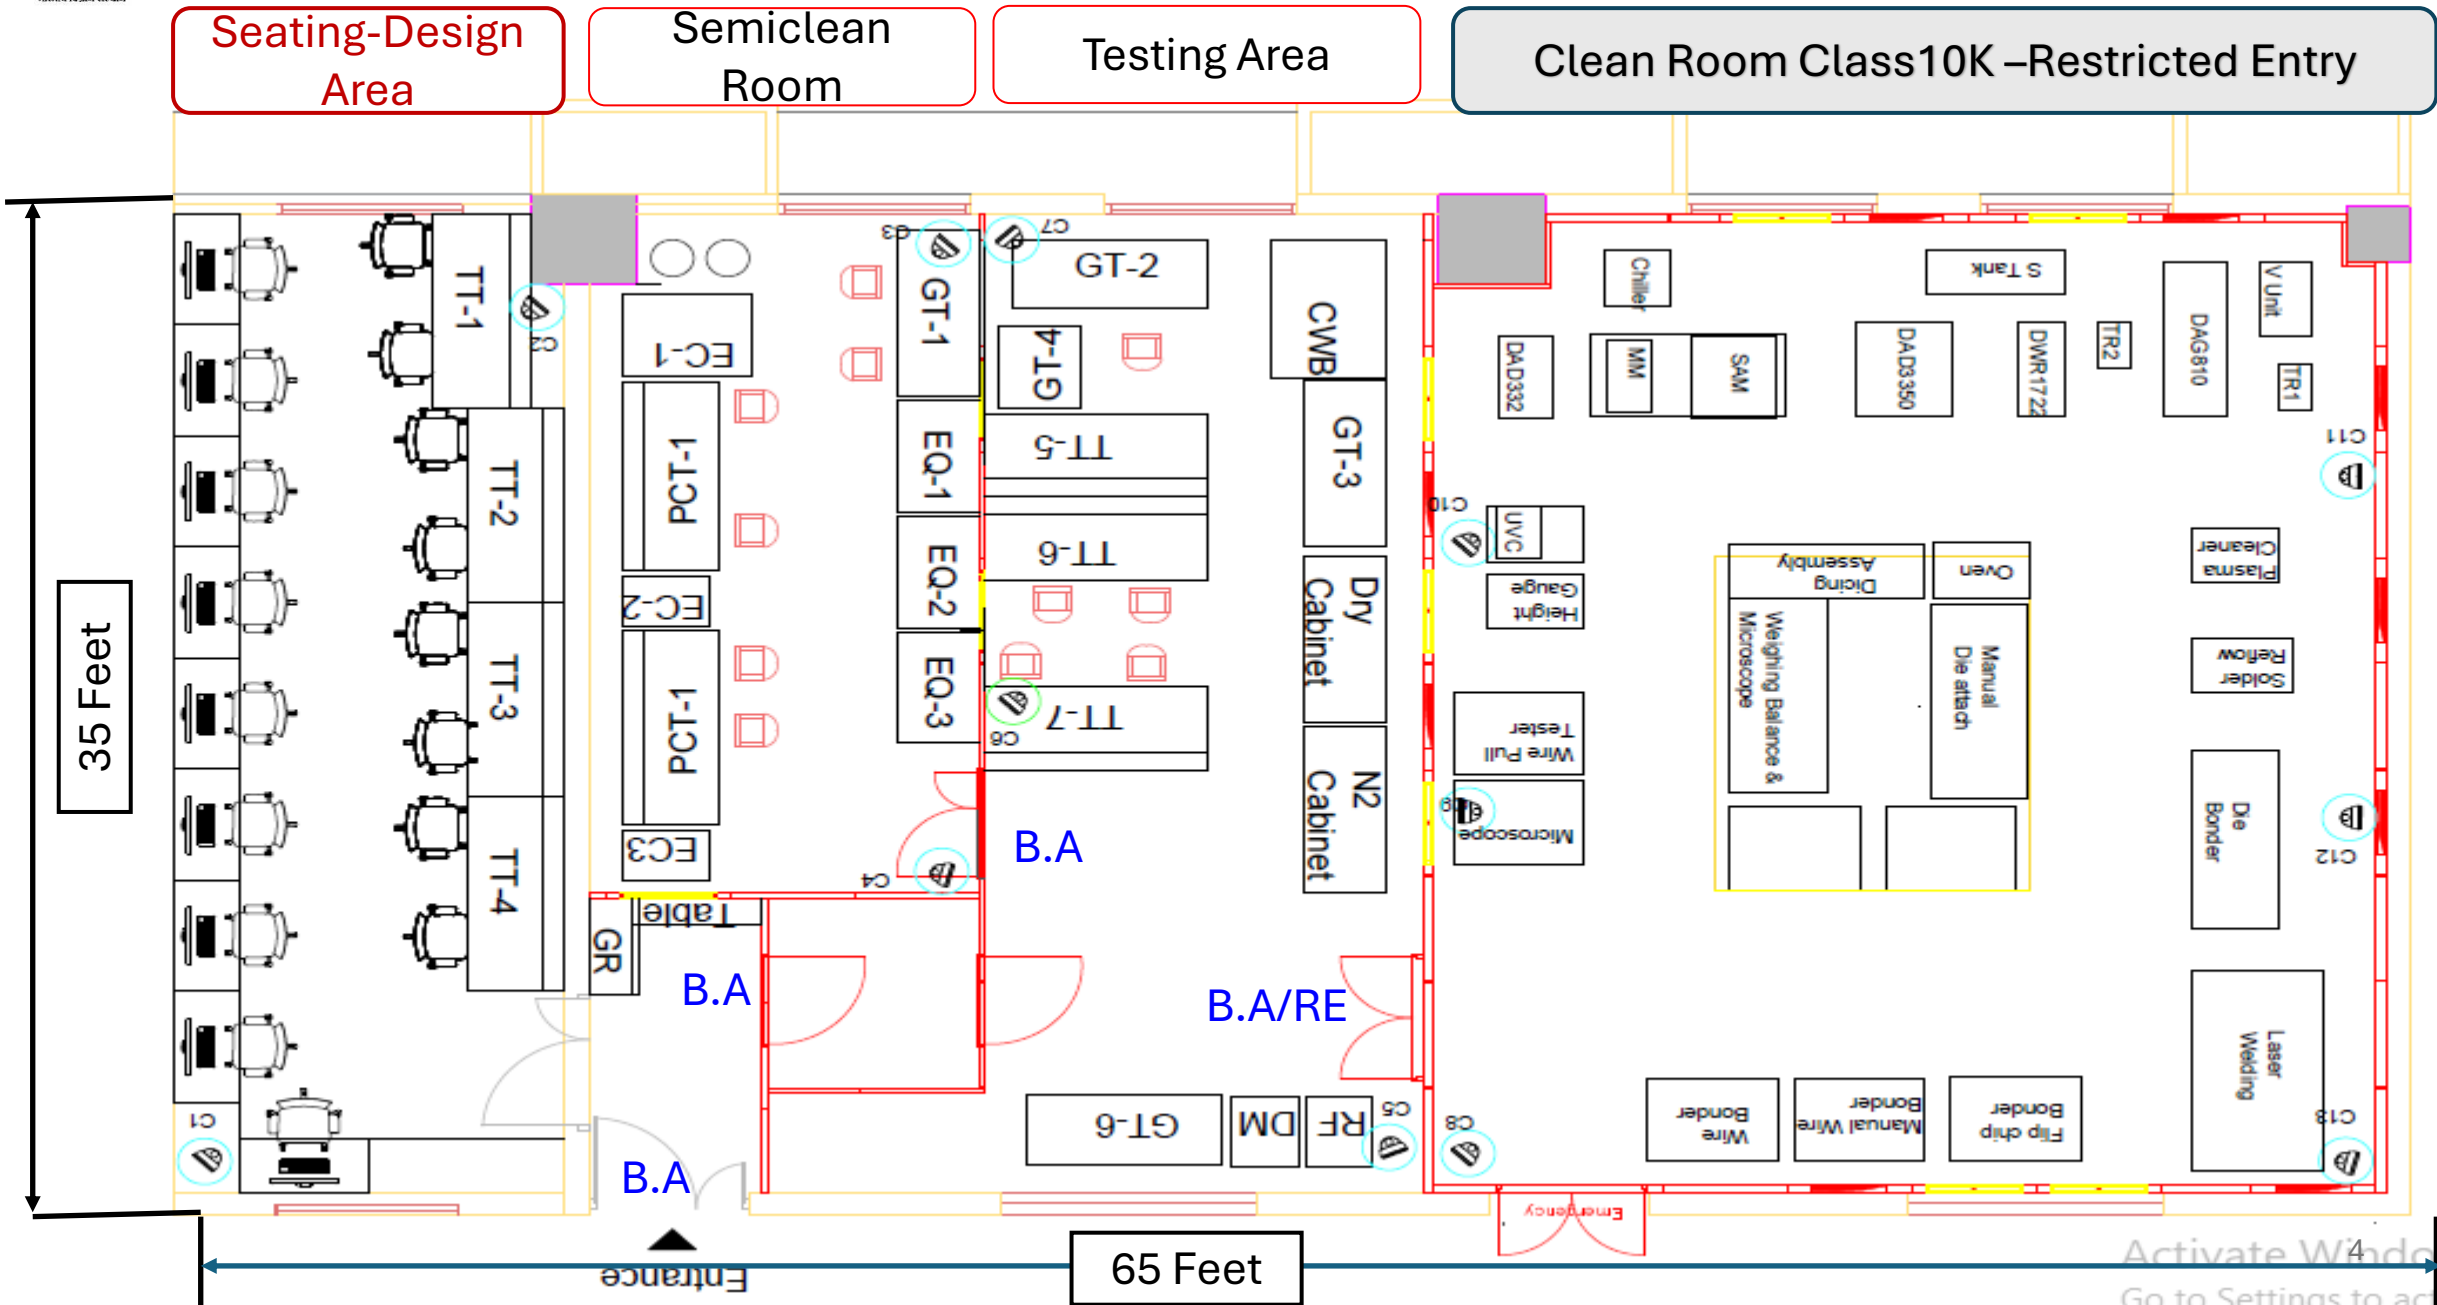 Seating-Design
Area
Semiclean
Room
Testing Area
Clean Room Class10K –Restricted Entry
35 Feet
TT-1
TT-2
TT-3
TT-4
C1
C2
EC-1
PCT-1
EC-2
PCT-1
EC3
C3
GT-1
EQ-1
EQ-2
EQ-3
C4
Table
GR
B.A
B.A
Entrance
C7
GT-2
GT-4
TT-5
TT-6
TT-7
C6
B.A
CWB
GT-3
Dry
Cabinet
N2
Cabinet
B.A/RE
GT-6
DM
RF
C5
Chiller
S Tank
V Unit
DAD332
MM
SAM
DAD3350
DWR1722
TR2
DAG810
TR1
C11
C10
UVC
Height
Gauge
Wire Pull
Tester
C9
Microscope
Dicing
Assembly
Oven
Weighing Balance &
Microscope
Manual
Die attach
Plasma
Cleaner
Solder
Reflow
Die
Bonder
C12
Laser
Welding
C13
C8
Wire
Bonder
Manual Wire
Bonder
Flip chip
Bonder
Emergency
65 Feet
4
Activate Windo
Go to Settings to act